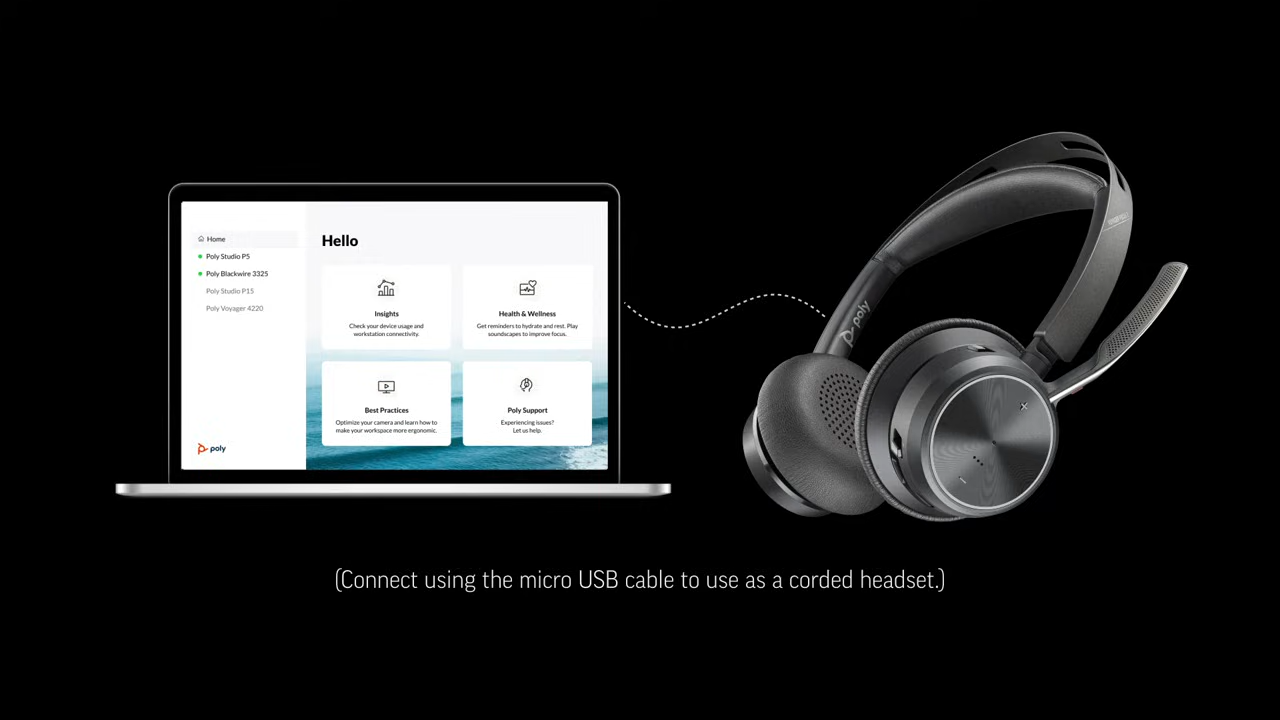 Home
Poly Studio P5
Poly Blackwire 3325
Poly Studio P15
Poly Voyager 4220
poly
Hello
Insights
Check your device usage and
workstation connectivity.
Health & Wellness
Get reminders to hydrate and rest. Play
soundscapes to improve focus.
Best Practices
Optimize your camera and learn how to
make your workspace more ergonomic.
Poly Support
Experiencing issues?
Let us help.
poly
(Connect using the micro USB cable to use as a corded headset.)